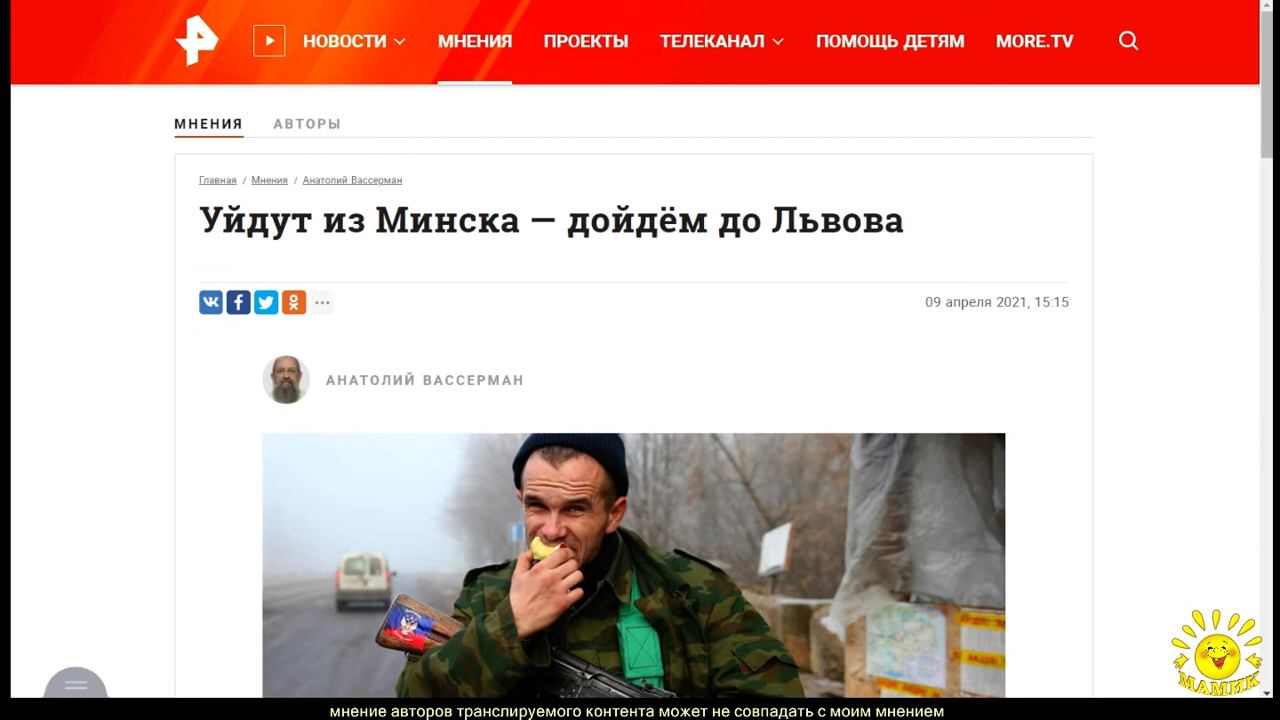 НОВОСТИ МНЕНИЯ ПРОЕКТЫ ТЕЛЕКАНАЛ ПОМОЩЬ ДЕТЯМ MORE.TV
МНЕНИЯ АВТОРЫ
Главная / Мнения / Анатолий Вассерман
Уйдут из Минска — дойдём до Львова
09 апреля 2021, 15:15
АНАТОЛИЙ ВАССЕРМАН
МАМИК
мнение авторов транслируемого контента может не совпадать с моим мнением